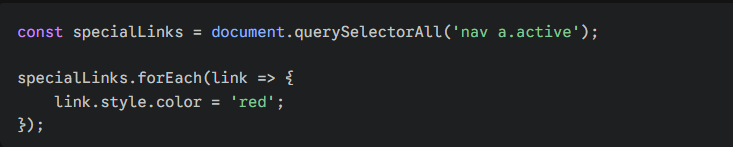 const specialLinks = document.querySelectorAll('nav a.active');
specialLinks.forEach(link => {
    link.style.color = 'red';
});